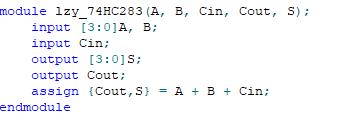 module lzy_74HC283(A, B, Cin, Cout, S);
    input [3:0]A, B;
    input Cin;
    output [3:0]S;
    output Cout;
    assign {Cout,S} = A + B + Cin;
endmodule